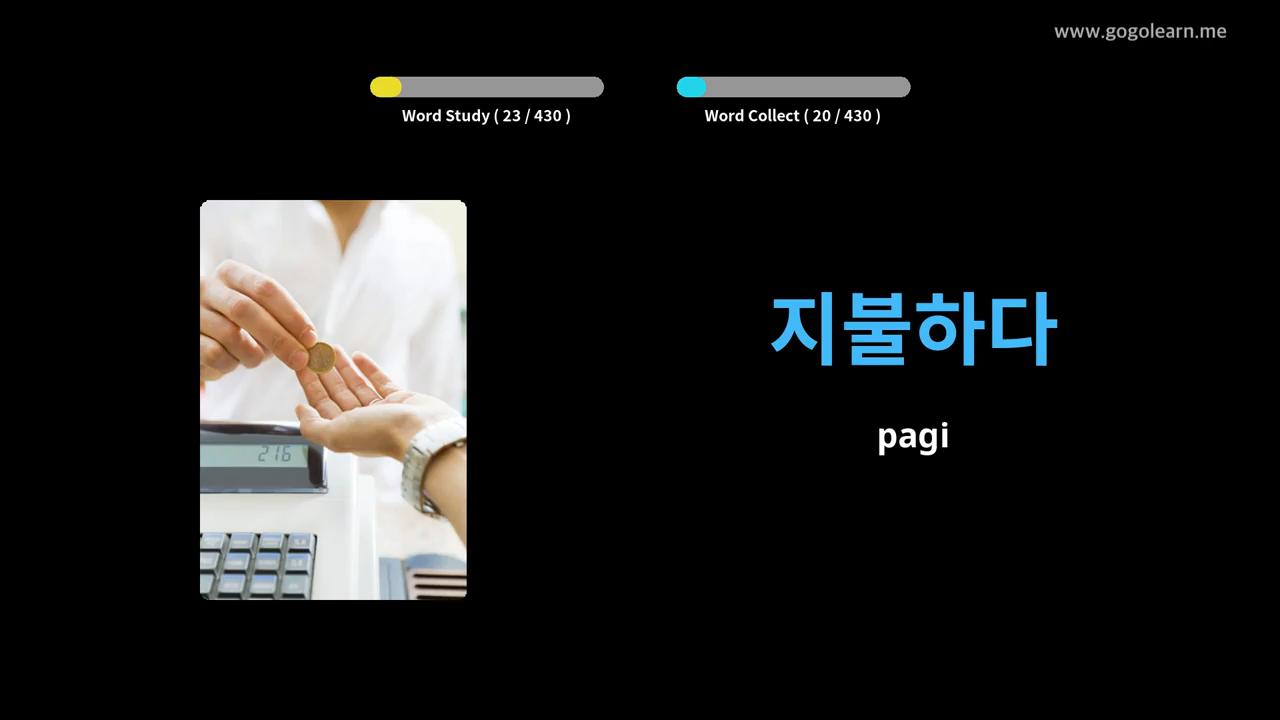 www.gogolearn.me
Word Study ( 23 / 430 )
Word Collect ( 20 / 430 )
216
지불하다
pagi